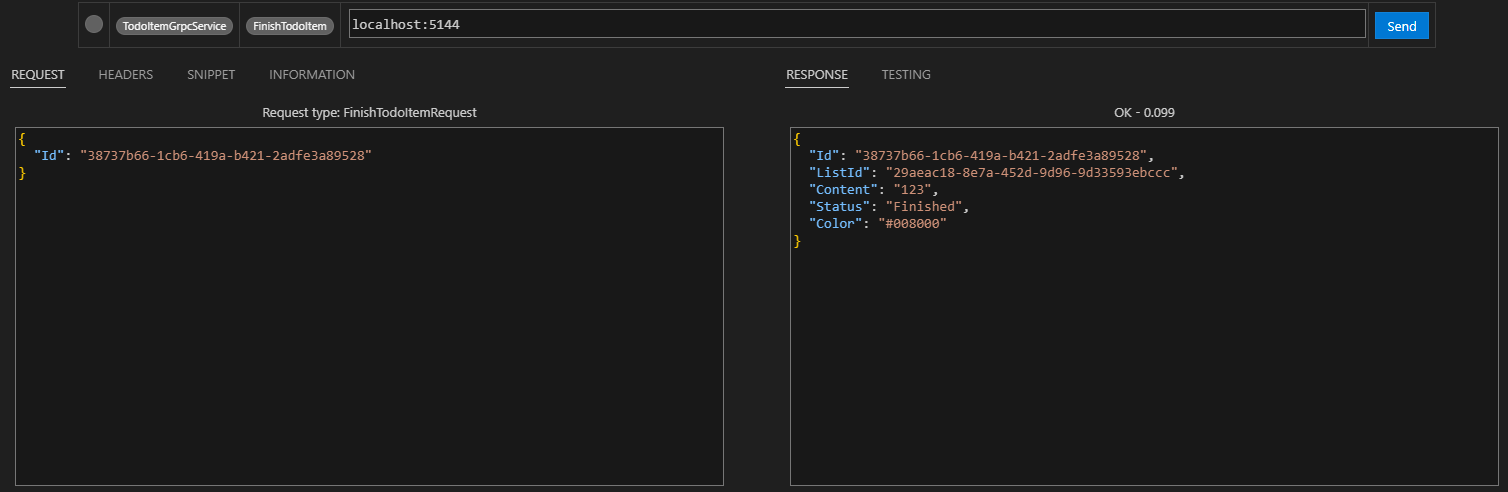 TodoItemGrpcService FinishTodoItem localhost:5144 Send
REQUEST HEADERS SNIPPET INFORMATION
Request type: FinishTodoItemRequest
{
"Id": "38737b66-1cb6-419a-b421-2adfe3a89528"
}
RESPONSE TESTING
OK - 0.099
{
"Id": "38737b66-1cb6-419a-b421-2adfe3a89528",
"ListId": "29aeac18-8e7a-452d-9d96-9d33593ebccc",
"Content": "123",
"Status": "Finished",
"Color": "#008000"
}